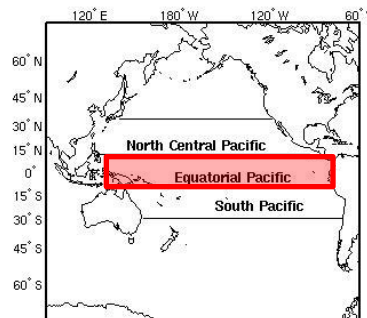 120° E 180° W 120° W 60°
60° N
45° N
30° N
North Central Pacific
15° N
0°
Equatorial Pacific
15° S
South Pacific
30° S
45° S
60° S